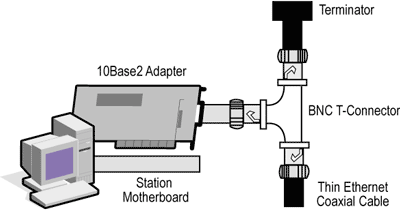 Terminator
10Base2 Adapter
BNC T-Connector
Station
Motherboard
Thin Ethernet
Coaxial Cable